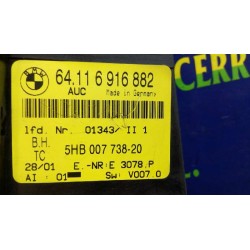 BMW
64.11 6 916 882
AUC Made in Germany
lfd. Nr. 01343/ II 1
B.H.
TC 5HB 007 738-20
28/01 E.-NR:E 3078.P
AI : 01 SW: V007.0
CERR